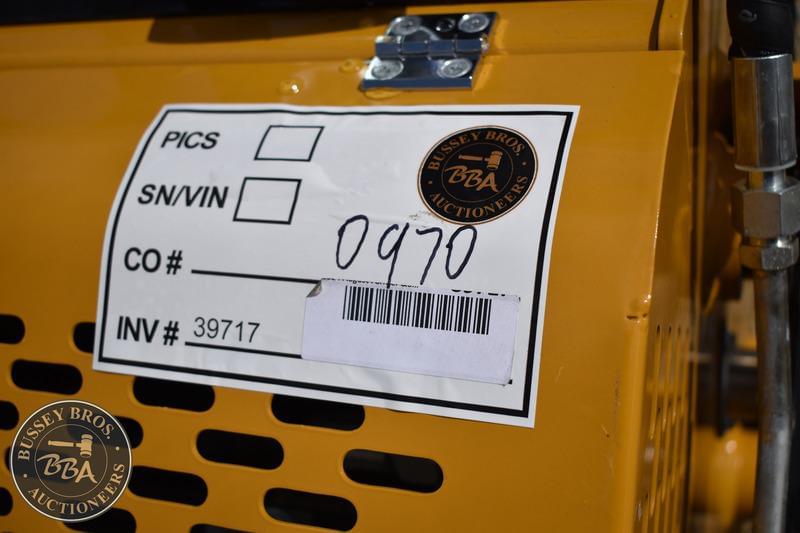 PICS
BUSSEY BROS.
BBA
AUCTIONEERS
SN/VIN
0970
CO #
INV # 39717
BUSSEY BROS.
BBA
AUCTIONEERS